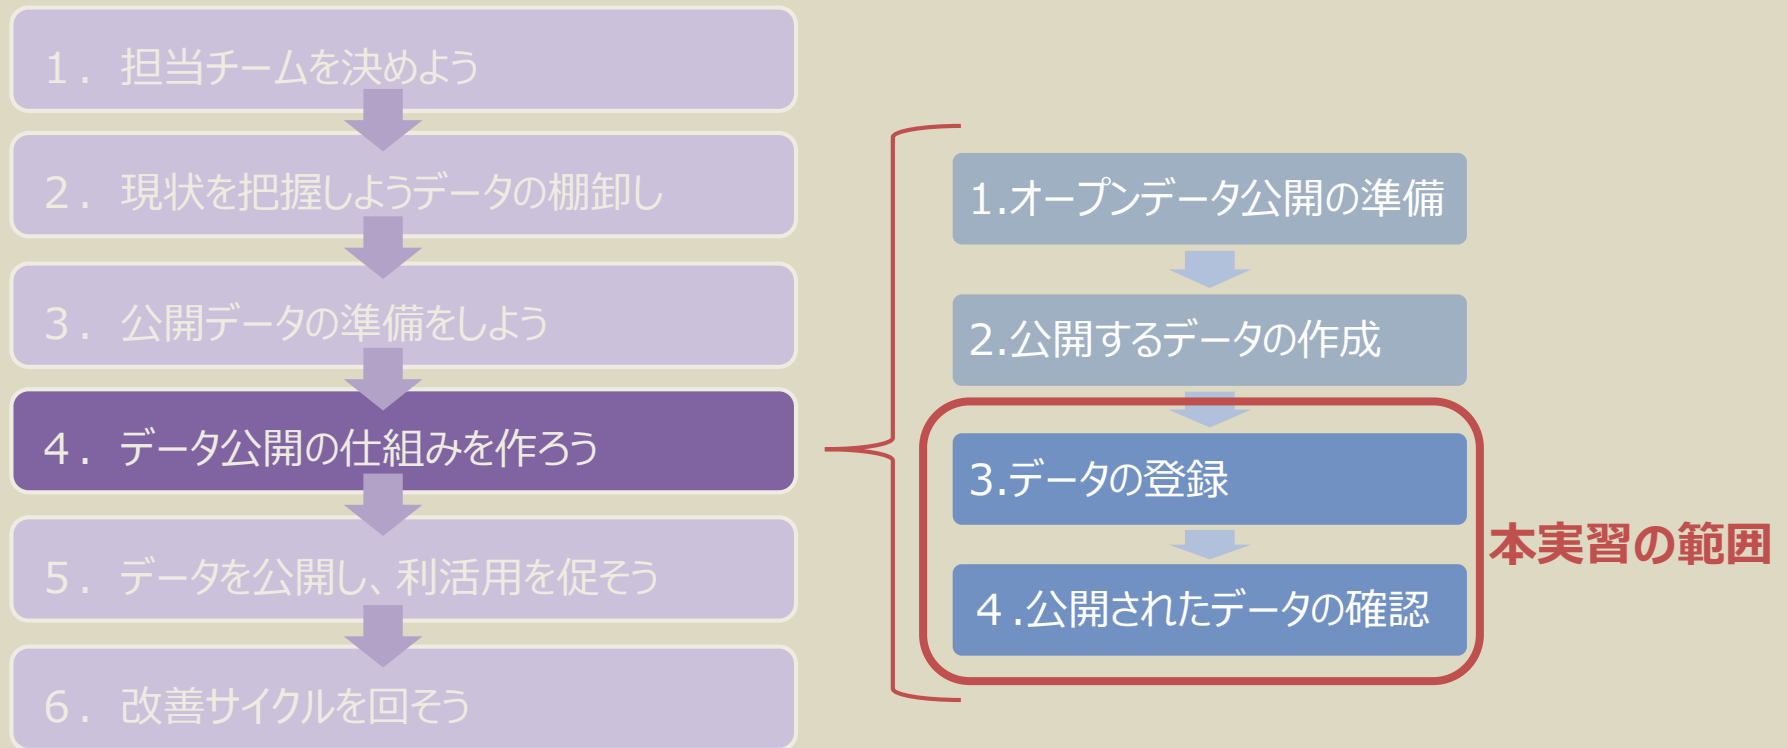 １．担当チームを決めよう
２．現状を把握しようデータの棚卸し
３．公開データの準備をしよう
４．データ公開の仕組みを作ろう
５．データを公開し、利活用を促そう
６．改善サイクルを回そう
1.オープンデータ公開の準備
2.公開するデータの作成
3.データの登録
４.公開されたデータの確認
本実習の範囲